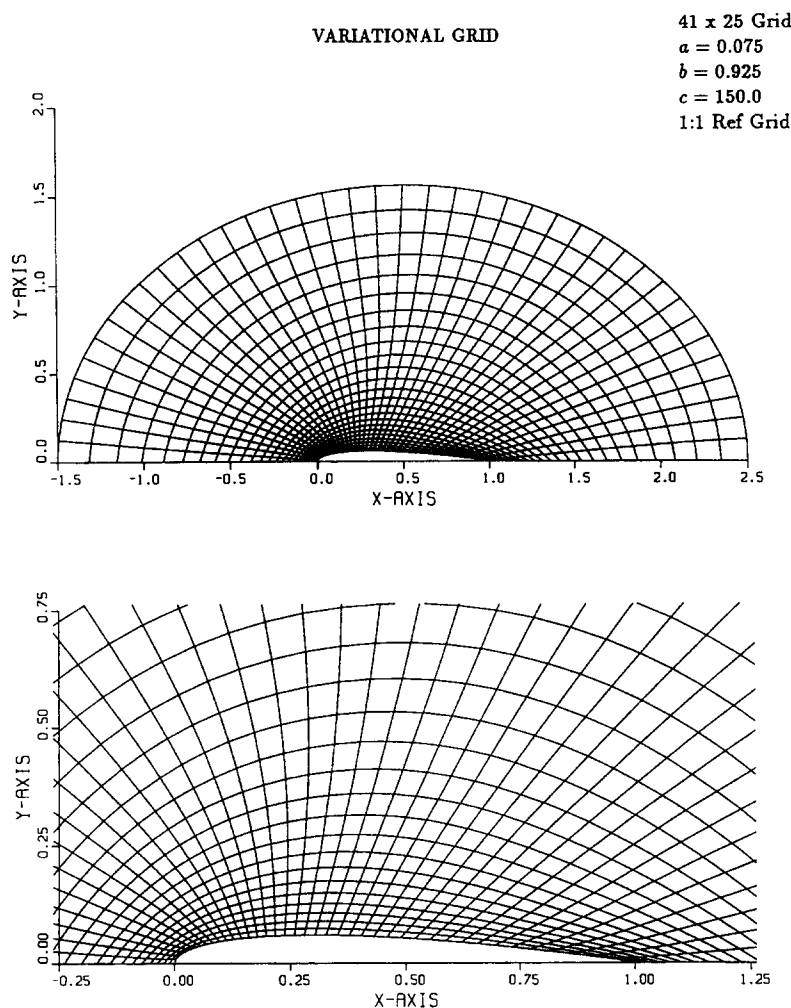 VARIATIONAL GRID
41 x 25 Grid
a = 0.075
b = 0.925
c = 150.0
1:1 Ref Grid
2.0
1.5
1.0
0.5
0.0
Y-AXIS
-1.5 -1.0 -0.5 0.0 0.5 1.0 1.5 2.0 2.5
X-AXIS
0.75
0.50
0.25
0.00
Y-AXIS
-0.25 0.00 0.25 0.50 0.75 1.00 1.25
X-AXIS